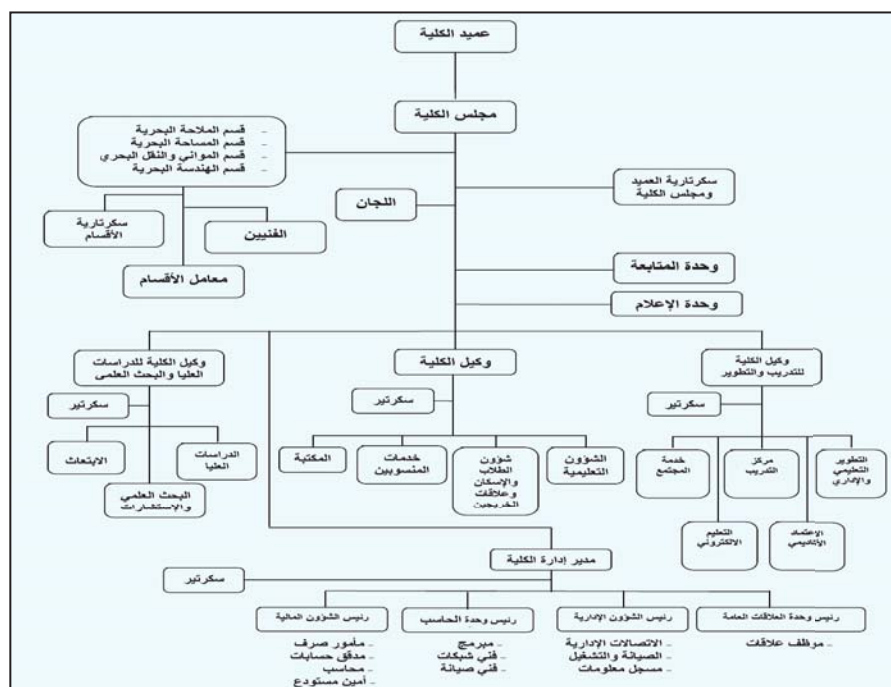 عميد الكلية
مجلس الكلية
- قسم الملاحة البحرية
- قسم المساحة البحرية
- قسم المواني والنقل البحري
- قسم الهندسة البحرية
سكرتارية العميد
ومجلس الكلية
اللجان
سكرتارية
الأقسام
الفنيين
معامل الأقسام
وحدة المتابعة
وحدة الإعلام
وكيل الكلية
للتدريب والتطوير
وكيل الكلية
وكيل الكلية للدراسات
العليا والبحث العلمى
سكرتير
سكرتير
سكرتير
التطوير
التعليمي
والإداري
مركز
التدريب
خدمة
المجتمع
الإعتماد
الأكاديمي
التعليم
الالكتروني
الشؤون
التعليمية
شؤون
الطلاب
والإسكان
وعلاقات
الخريجين
خدمات
المنسوبين
المكتبة
الدراسات
العليا
الابتعاث
البحث العلمي
والإستشارات
مدير إدارة الكلية
سكرتير
رئيس وحدة العلاقات العامة
- موظف علاقات
رئيس الشؤون الإدارية
- الاتصالات الإدارية
- الصيانة والتشغيل
- مسجل معلومات
رئيس وحدة الحاسب
- مبرمج
- فني شبكات
- فني صيانة
رئيس الشؤون المالية
- مأمور صرف
- مدقق حسابات
- محاسب
- أمين مستودع